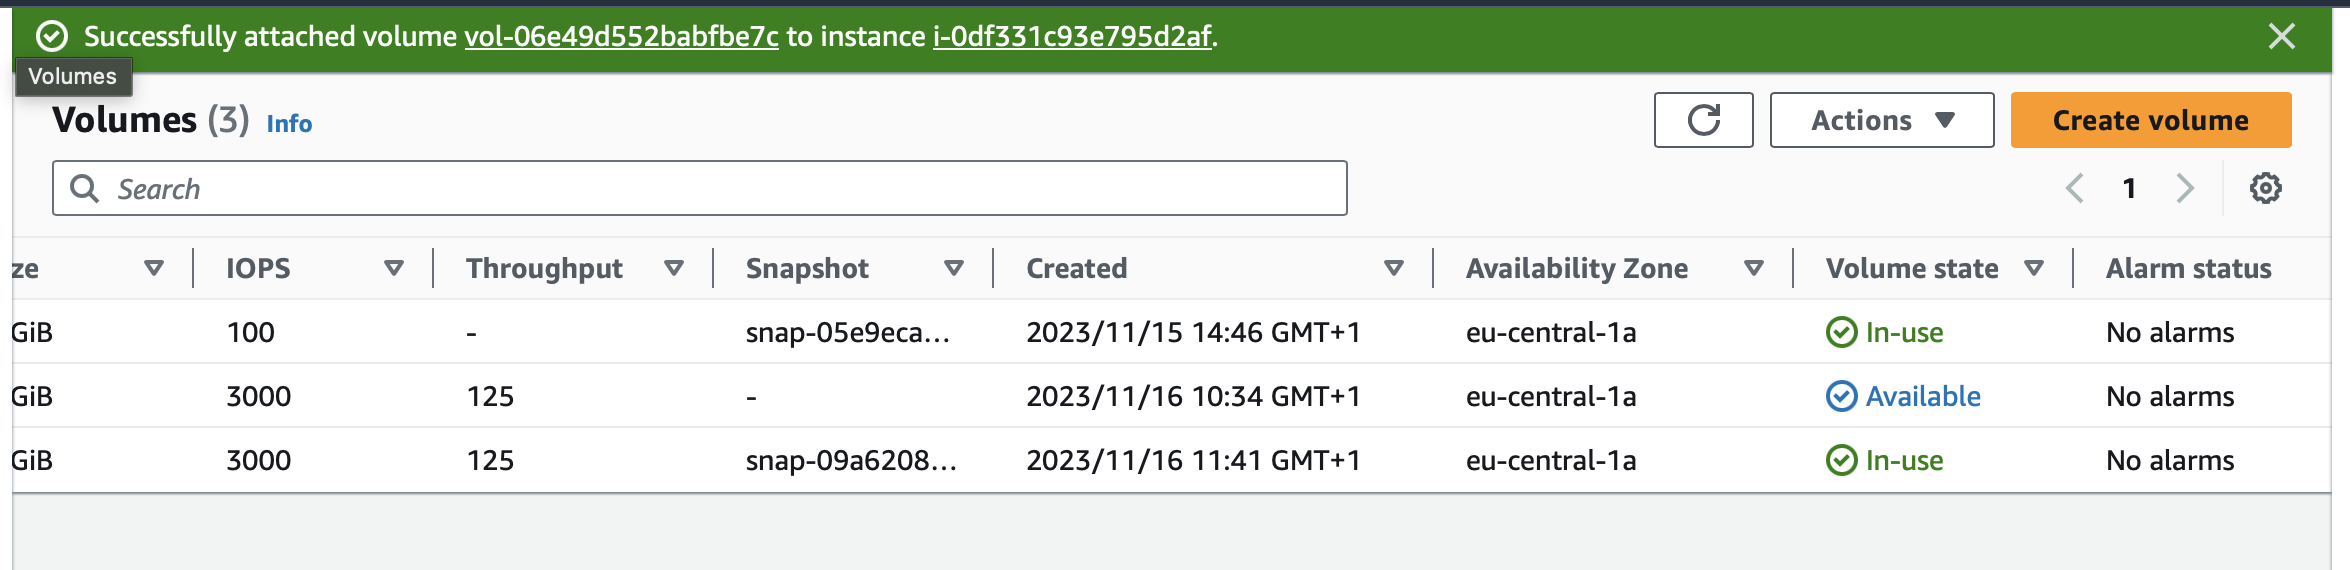 Successfully attached volume vol-06e49d552babfbe7c to instance i-0df331c93e795d2af.
Volumes
Volumes (3) Info
Actions
Create volume
Search
1
ze IOPS Throughput Snapshot Created Availability Zone Volume state Alarm status
GiB 100 - snap-05e9eca... 2023/11/15 14:46 GMT+1 eu-central-1a In-use No alarms
GiB 3000 125 - 2023/11/16 10:34 GMT+1 eu-central-1a Available No alarms
GiB 3000 125 snap-09a6208... 2023/11/16 11:41 GMT+1 eu-central-1a In-use No alarms